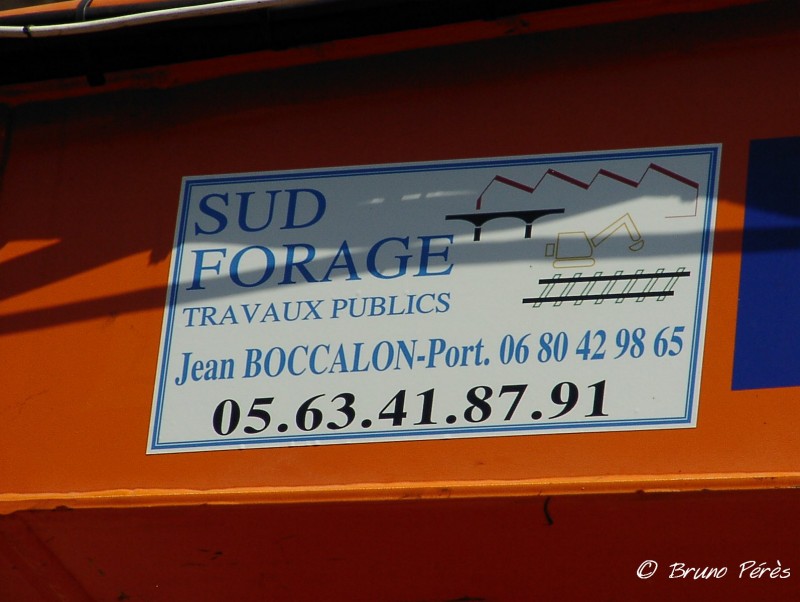 SUD
FORAGE
TRAVAUX PUBLICS
Jean BOCCALON-Port. 06 80 42 98 65
05.63.41.87.91
© Bruno Pérès